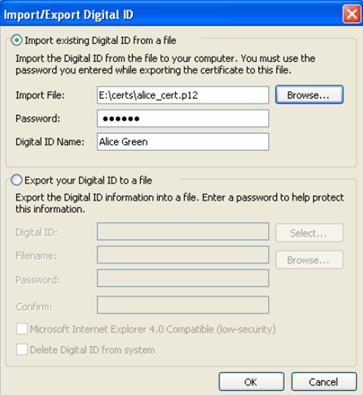 Import/Export Digital ID
Import existing Digital ID from a file
Import the Digital ID from the file to your computer. You must use the
password you entered while exporting the certificate to this file.
Import File: E:\certs\alice_cert.p12 Browse...
Password: ●●●●●●
Digital ID Name: Alice Green
Export your Digital ID to a file
Export the Digital ID information into a file. Enter a password to help protect
this information.
Digital ID: Select...
Filename: Browse...
Password:
Confirm:
Microsoft Internet Explorer 4.0 Compatible (low-security)
Delete Digital ID from system
OK Cancel